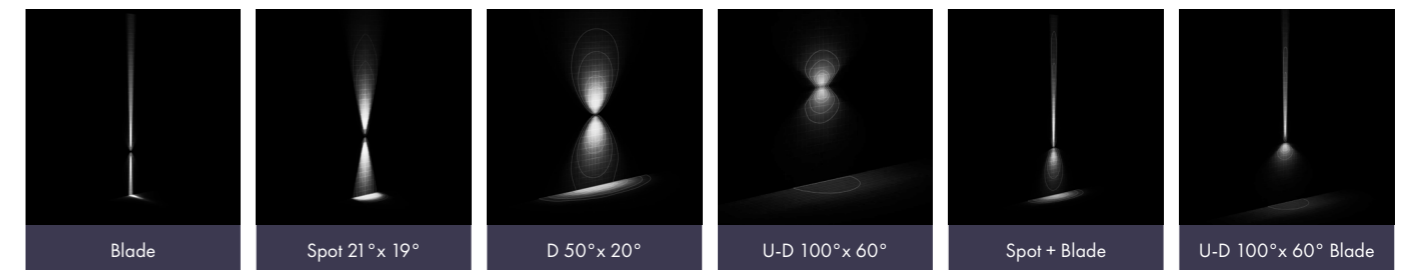 Blade
Spot 21°x 19°
D 50°x 20°
U-D 100°x 60°
Spot + Blade
U-D 100°x 60° Blade